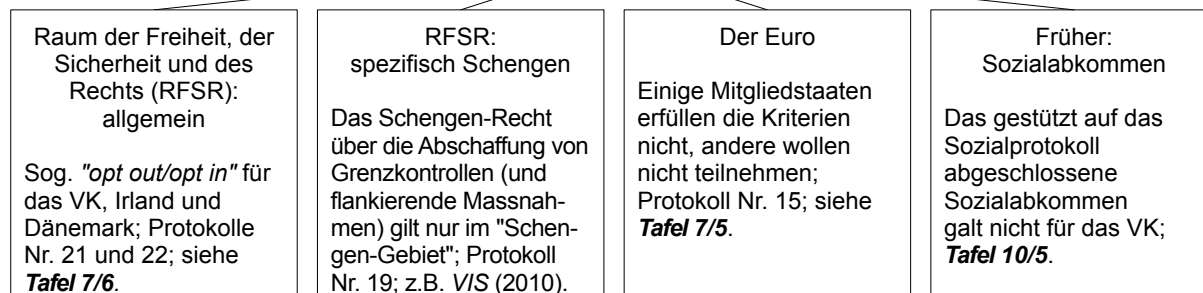 Raum der Freiheit, der
Sicherheit und des
Rechts (RFSR):
allgemein
Sog. "opt out/opt in" für
das VK, Irland und
Dänemark; Protokolle
Nr. 21 und 22; siehe
Tafel 7/6.
RFSR:
spezifisch Schengen
Das Schengen-Recht
über die Abschaffung von
Grenzkontrollen (und
flankierende Massnah-
men) gilt nur im "Schen-
gen-Gebiet"; Protokoll
Nr. 19; z.B. VIS (2010).
Der Euro
Einige Mitgliedstaaten
erfüllen die Kriterien
nicht, andere wollen
nicht teilnehmen;
Protokoll Nr. 15; siehe
Tafel 7/5.
Früher:
Sozialabkommen
Das gestützt auf das
Sozialprotokoll
abgeschlossene
Sozialabkommen
galt nicht für das VK;
Tafel 10/5.